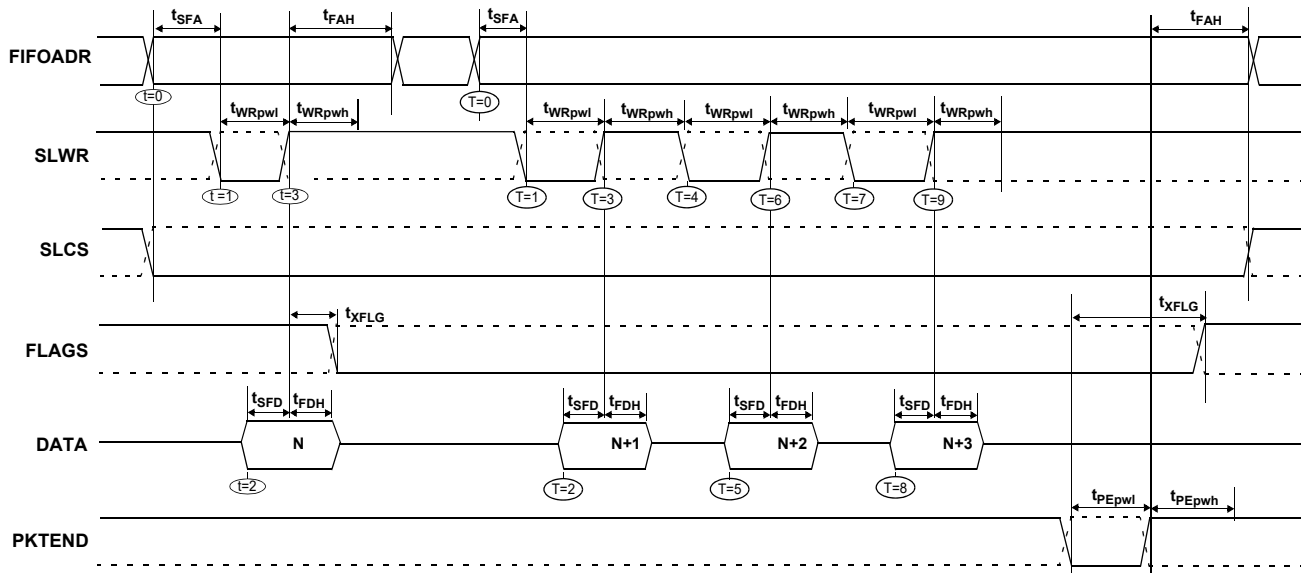 tSFA tFAH tSFA tFAH
FIFOADR
t=0 T=0
tWRpwl tWRpwh tWRpwl tWRpwh tWRpwl tWRpwh tWRpwl tWRpwh
SLWR
t =1 t=3 T=1 T=3 T=4 T=6 T=7 T=9
SLCS
tXFLG tXFLG
FLAGS
tSFD tFDH tSFD tFDH tSFD tFDH tSFD tFDH
DATA N N+1 N+2 N+3
t=2 T=2 T=5 T=8
tPEpwl tPEpwh
PKTEND